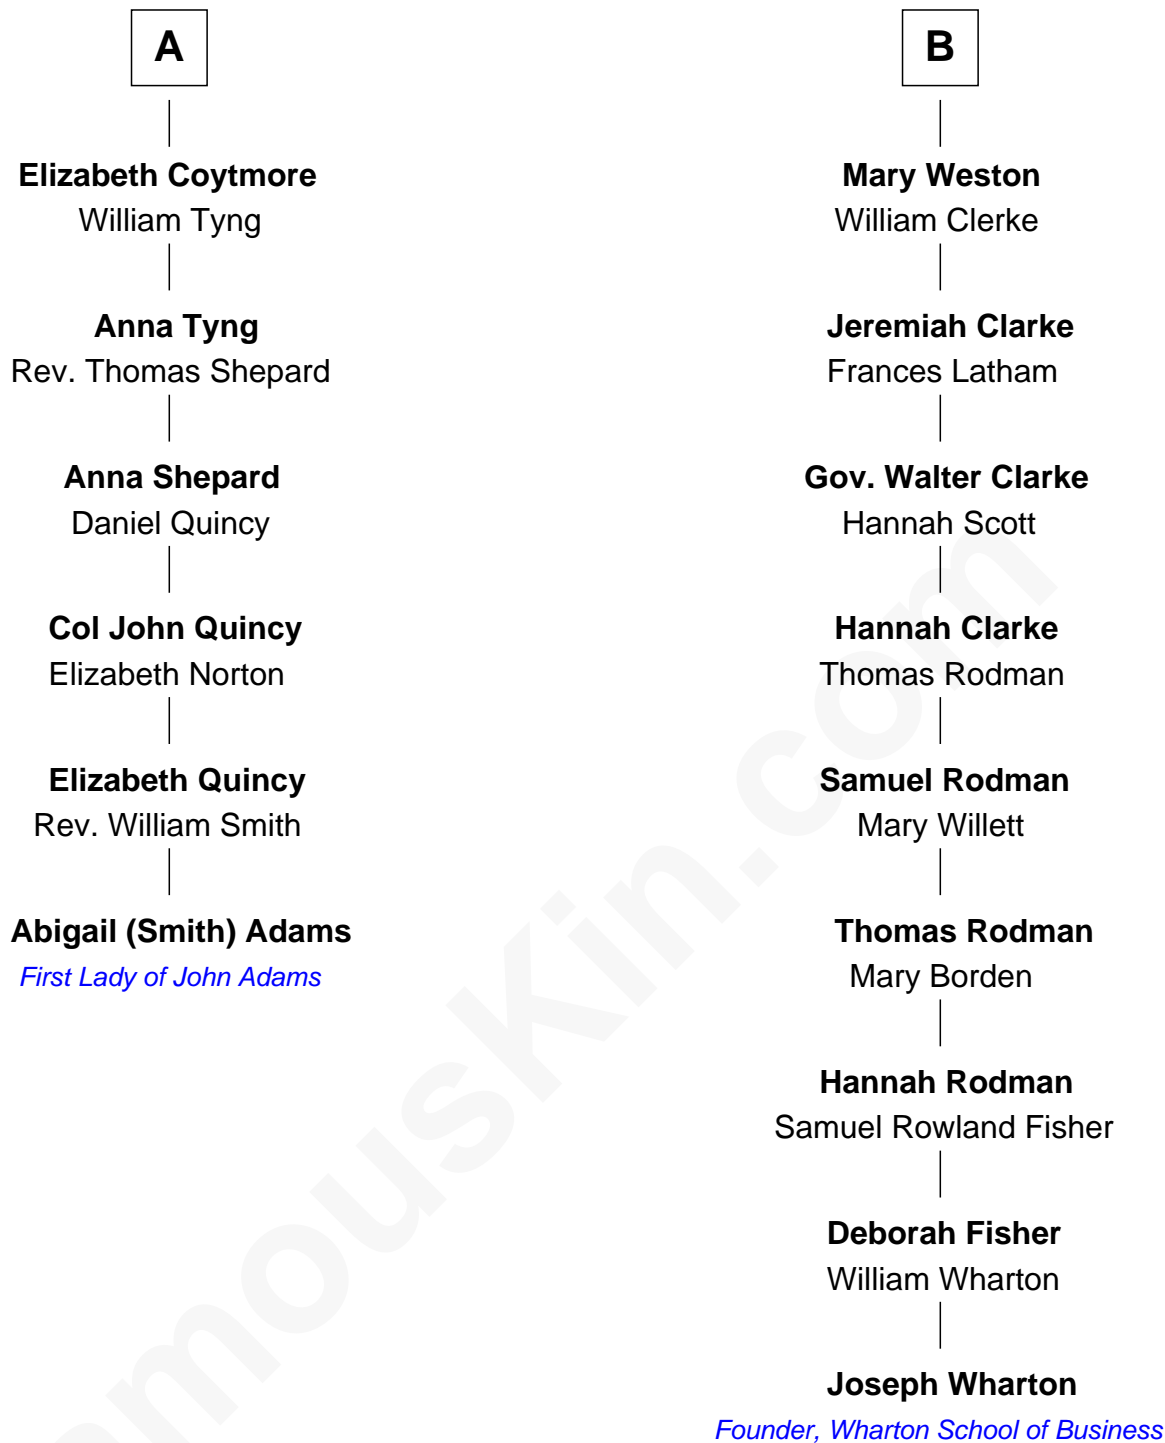 A
Elizabeth Coytmore
William Tyng
Anna Tyng
Rev. Thomas Shepard
Anna Shepard
Daniel Quincy
Col John Quincy
Elizabeth Norton
Elizabeth Quincy
Rev. William Smith
Abigail (Smith) Adams
First Lady of John Adams
B
Mary Weston
William Clerke
Jeremiah Clarke
Frances Latham
Gov. Walter Clarke
Hannah Scott
Hannah Clarke
Thomas Rodman
Samuel Rodman
Mary Willett
Thomas Rodman
Mary Borden
Hannah Rodman
Samuel Rowland Fisher
Deborah Fisher
William Wharton
Joseph Wharton
Founder, Wharton School of Business
amousKin.com